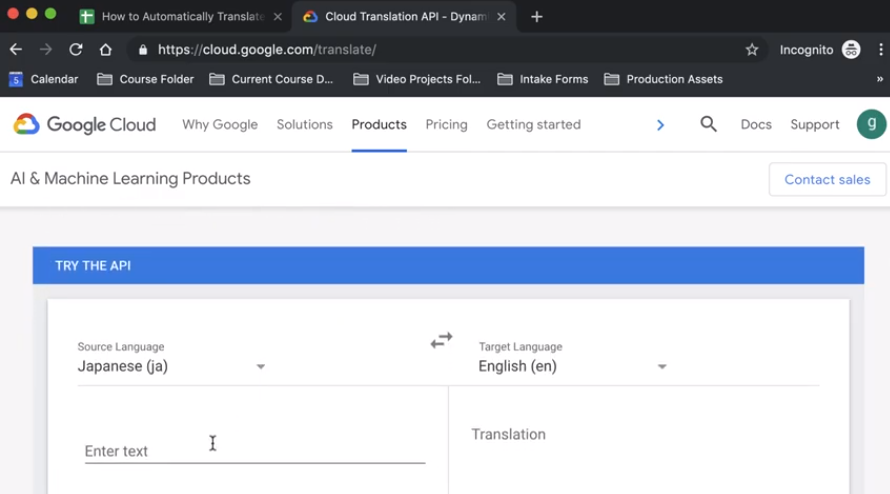 How to Automatically Translate
Cloud Translation API - Dynam
https://cloud.google.com/translate/
Incognito
5
Calendar
Course Folder
Current Course D...
Video Projects Fol...
Intake Forms
Production Assets
»
Google Cloud
Why Google
Solutions
Products
Pricing
Getting started
Docs
Support
g
AI & Machine Learning Products
Contact sales
TRY THE API
Source Language
Japanese (ja)
Target Language
English (en)
Enter text
Translation